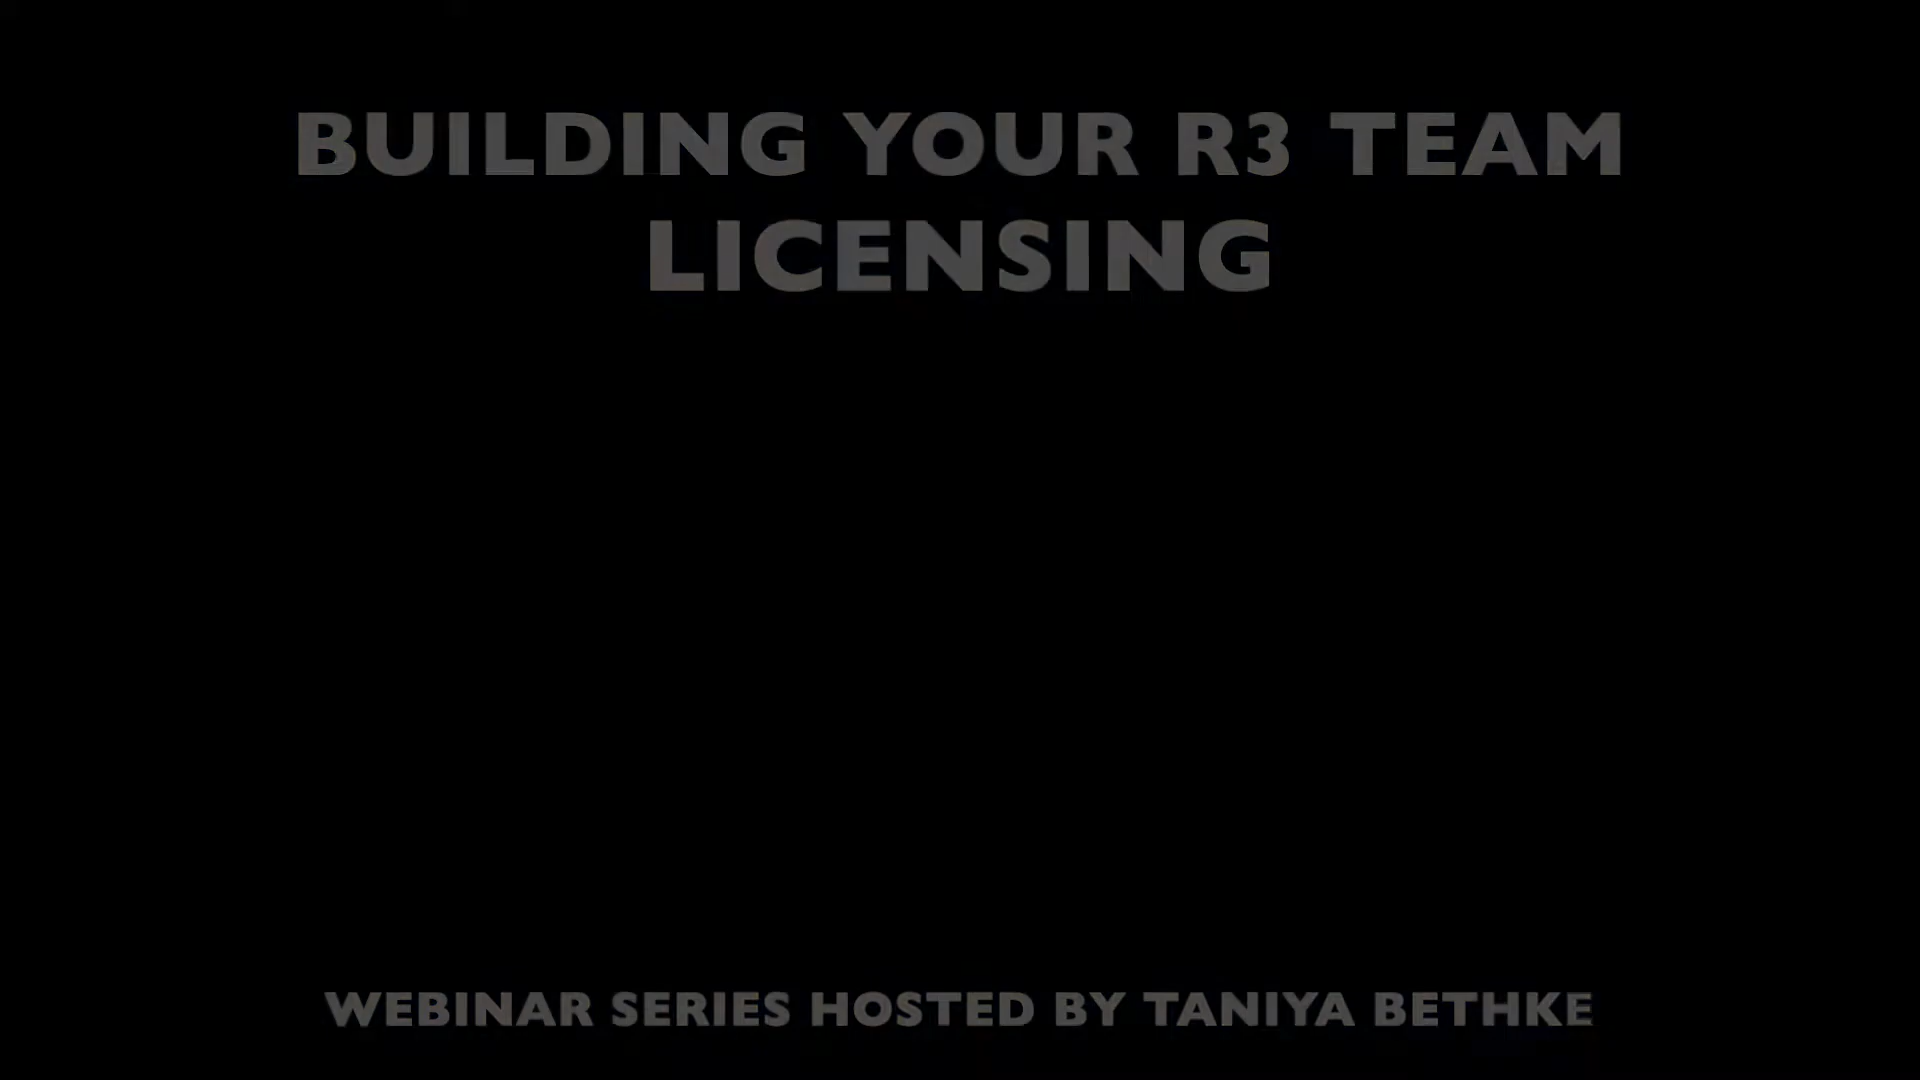 BUILDING YOUR R3 TEAM
LICENSING
WEBINAR SERIES HOSTED BY TANIYA BETHKE